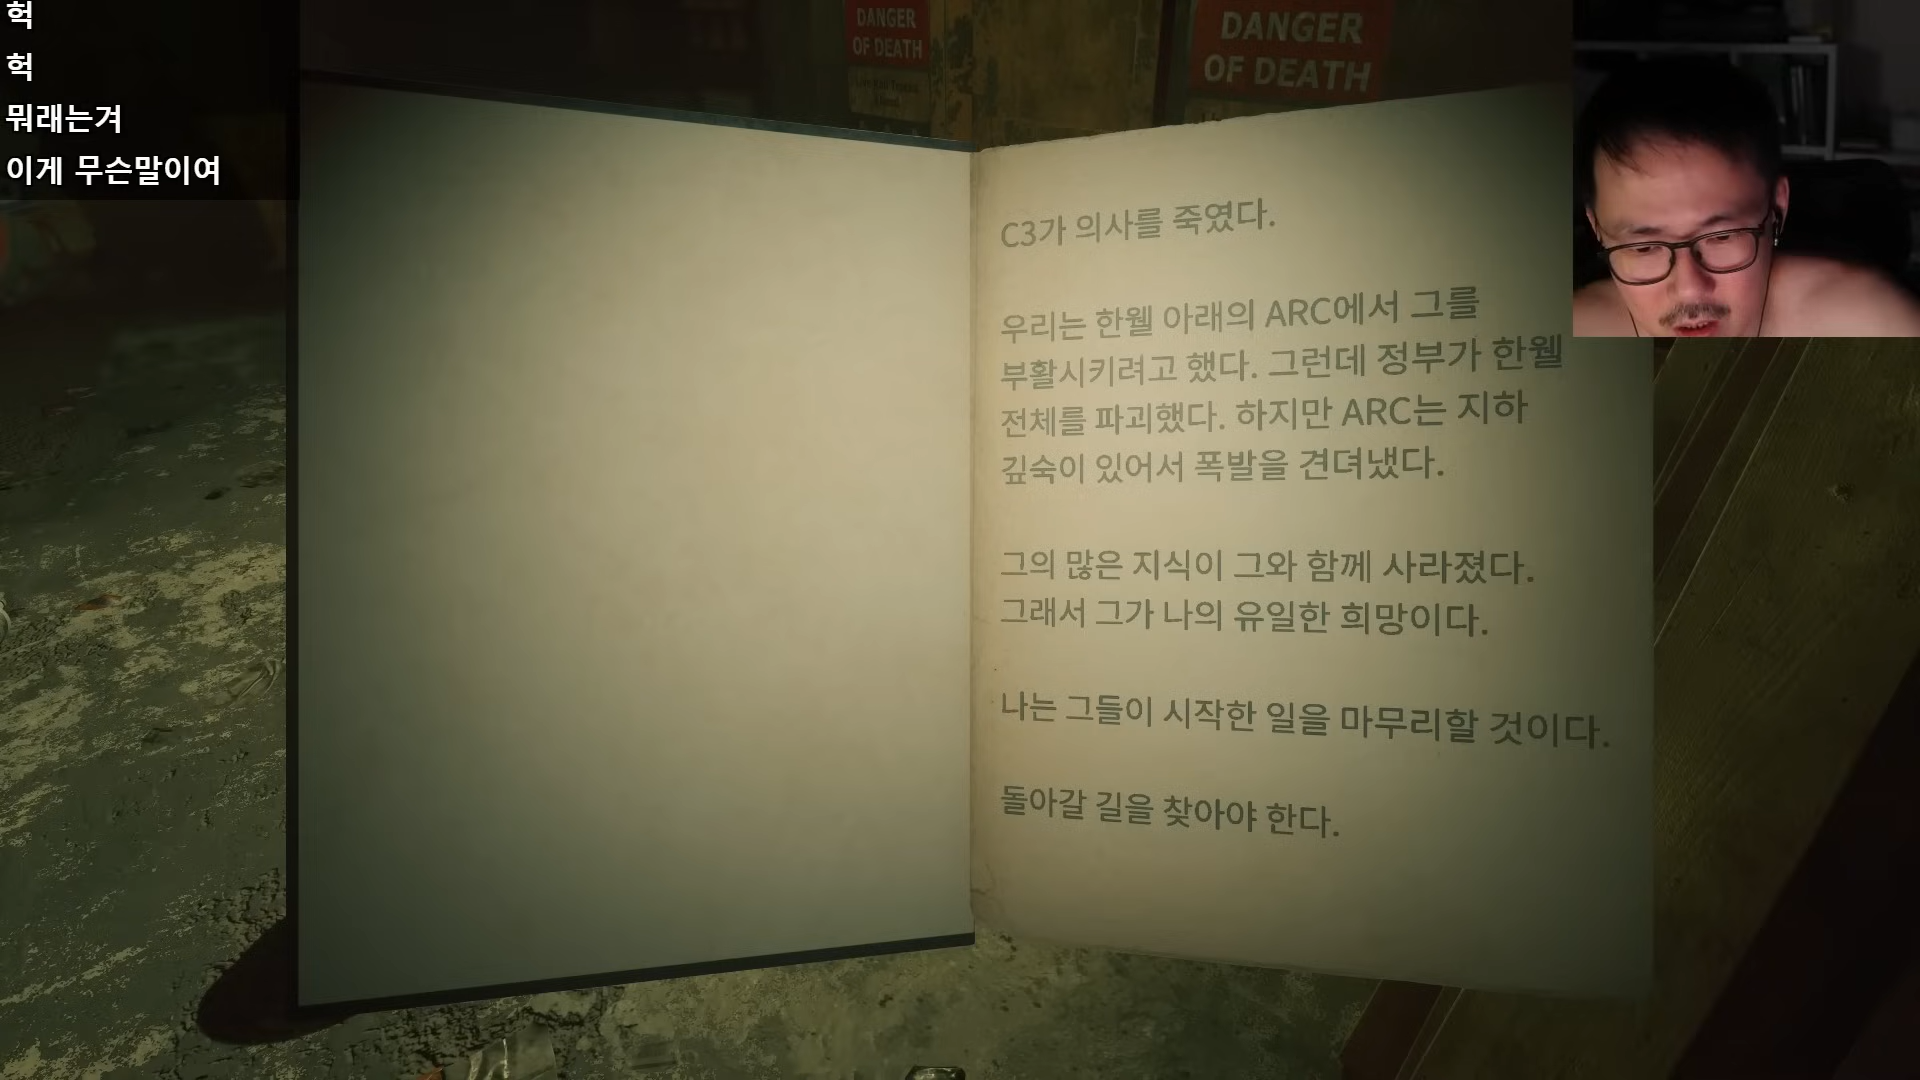 헉
헉
뭐래는겨
이게 무슨말이여
DANGER
OF DEATH
DANGER
OF DEATH
C3가 의사를 죽였다.
우리는 한웰 아래의 ARC에서 그를
부활시키려고 했다. 그런데 정부가 한웰
전체를 파괴했다. 하지만 ARC는 지하
깊숙이 있어서 폭발을 견뎌냈다.
그의 많은 지식이 그와 함께 사라졌다.
그래서 그가 나의 유일한 희망이다.
나는 그들이 시작한 일을 마무리할 것이다.
돌아갈 길을 찾아야 한다.